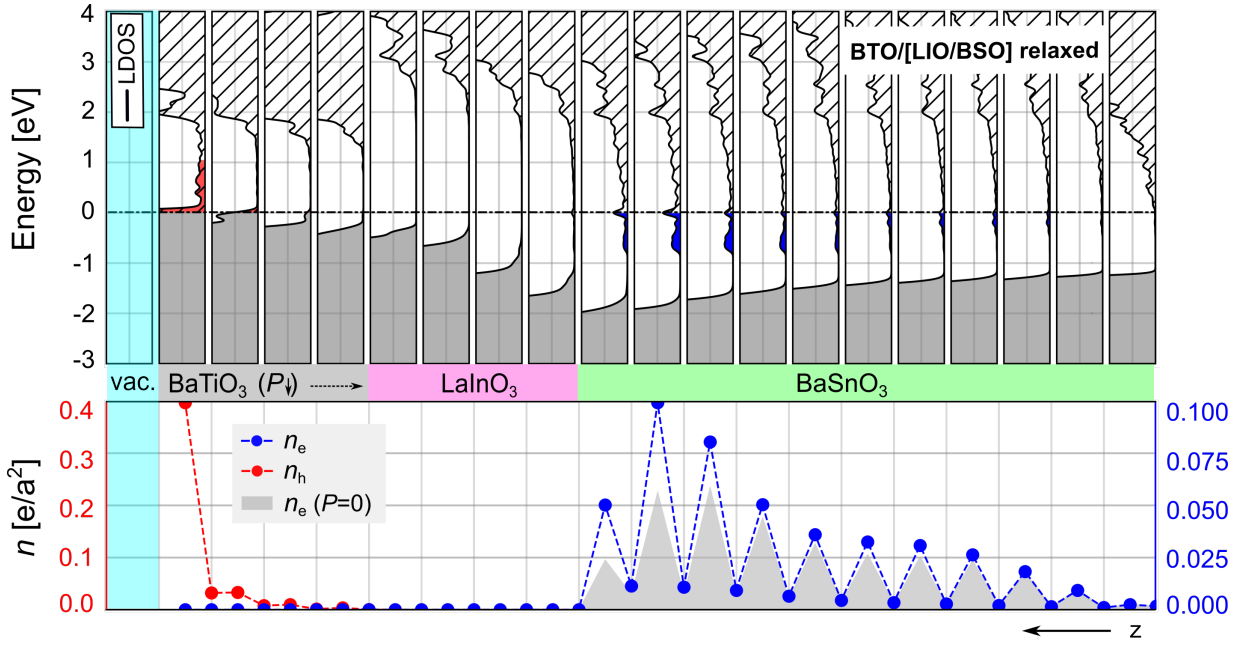 4
3
2
1
0
-1
-2
-3
Energy [eV]
LDOS
BTO/[LIO/BSO] relaxed
vac.
BaTiO₃ (P↓)
LaInO₃
BaSnO₃
0.4
0.3
0.2
0.1
0.0
n [e/a²]
nₑ
nₕ
nₑ (P=0)
0.100
0.075
0.050
0.025
0.000
z